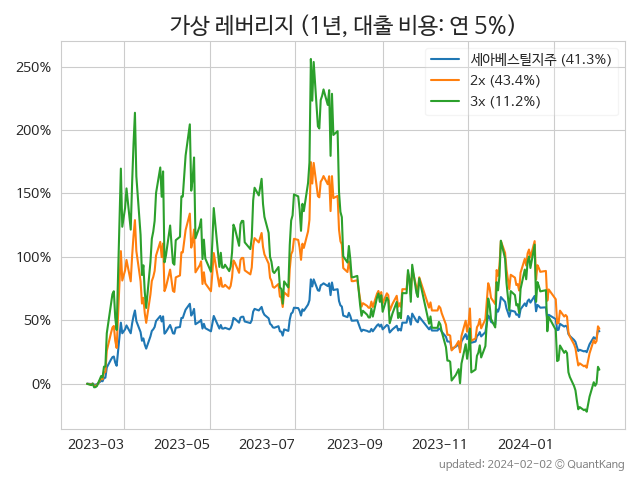 가상 레버리지 (1년, 대출 비용: 연 5%)
세아베스틸지주 (41.3%)
2x (43.4%)
3x (11.2%)
250%
200%
150%
100%
50%
0%
2023-03 2023-05 2023-07 2023-09 2023-11 2024-01
updated: 2024-02-02 © QuantKang